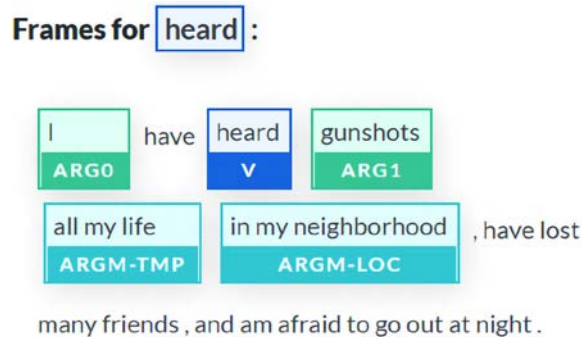 Frames for heard :
I have heard gunshots
ARG0 V ARG1
all my life in my neighborhood , have lost
ARGM-TMP ARGM-LOC
many friends , and am afraid to go out at night .